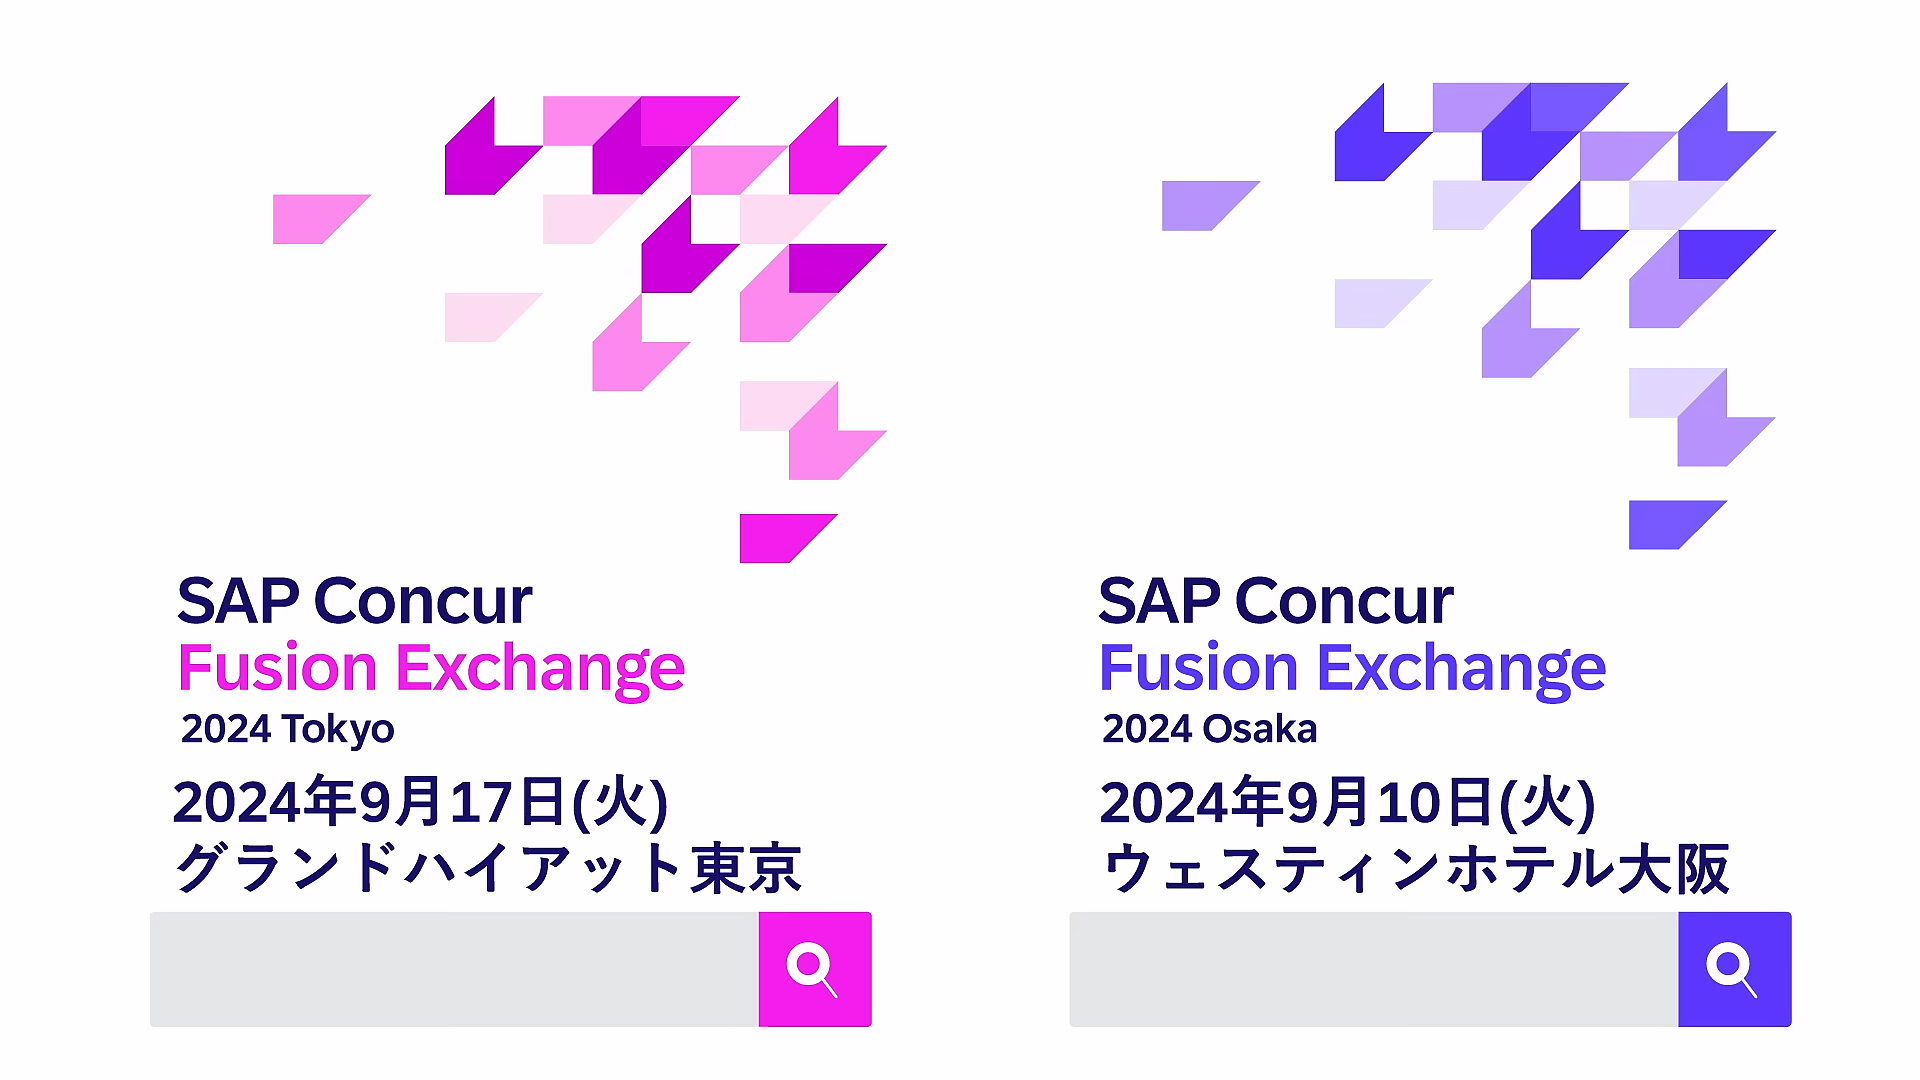 SAP Concur
Fusion Exchange
2024 Tokyo
2024年9月17日(火)
グランドハイアット東京
SAP Concur
Fusion Exchange
2024 Osaka
2024年9月10日(火)
ウェスティンホテル大阪